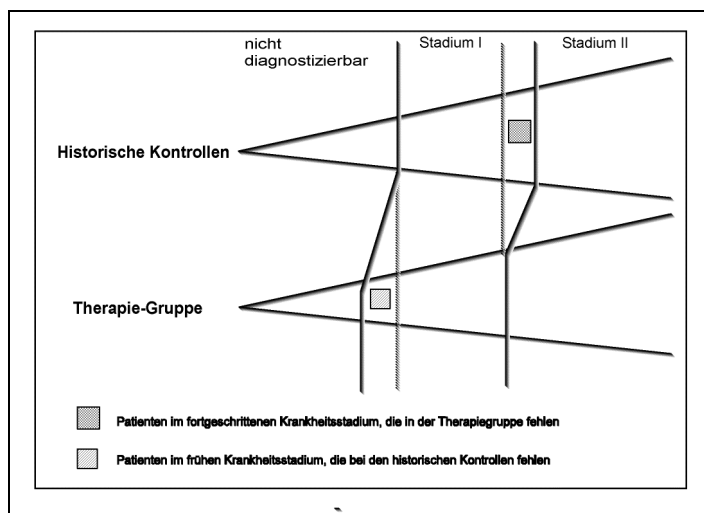 nicht
diagnostizierbar
Stadium I
Stadium II
Historische Kontrollen
Therapie-Gruppe
Patienten im fortgeschrittenen Krankheitsstadium, die in der Therapiegruppe fehlen
Patienten im frühen Krankheitsstadium, die bei den historischen Kontrollen fehlen